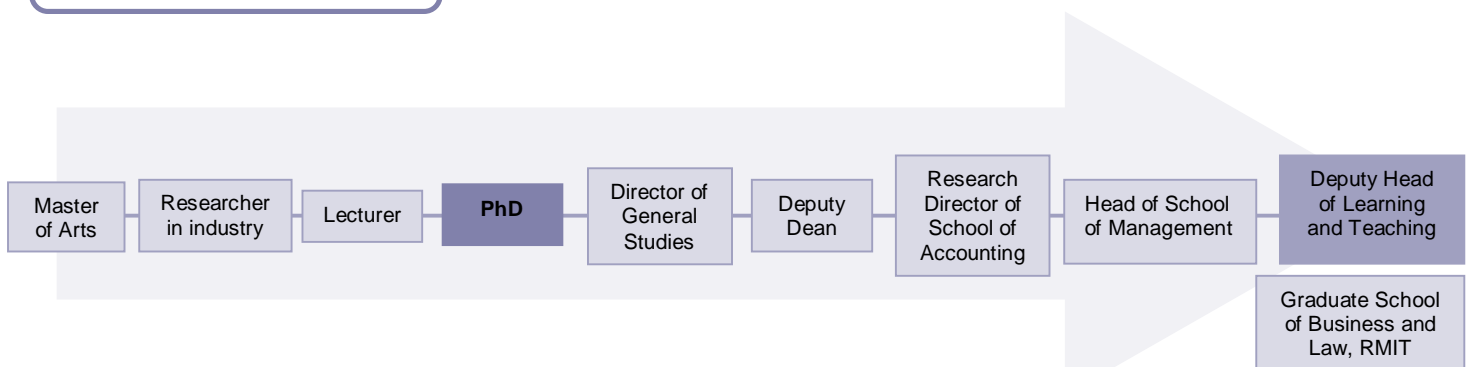 Master
of Arts
Researcher
in industry
Lecturer
PhD
Director of
General
Studies
Deputy
Dean
Research
Director of
School of
Accounting
Head of School
of Management
Deputy Head
of Learning
and Teaching
Graduate School
of Business and
Law, RMIT